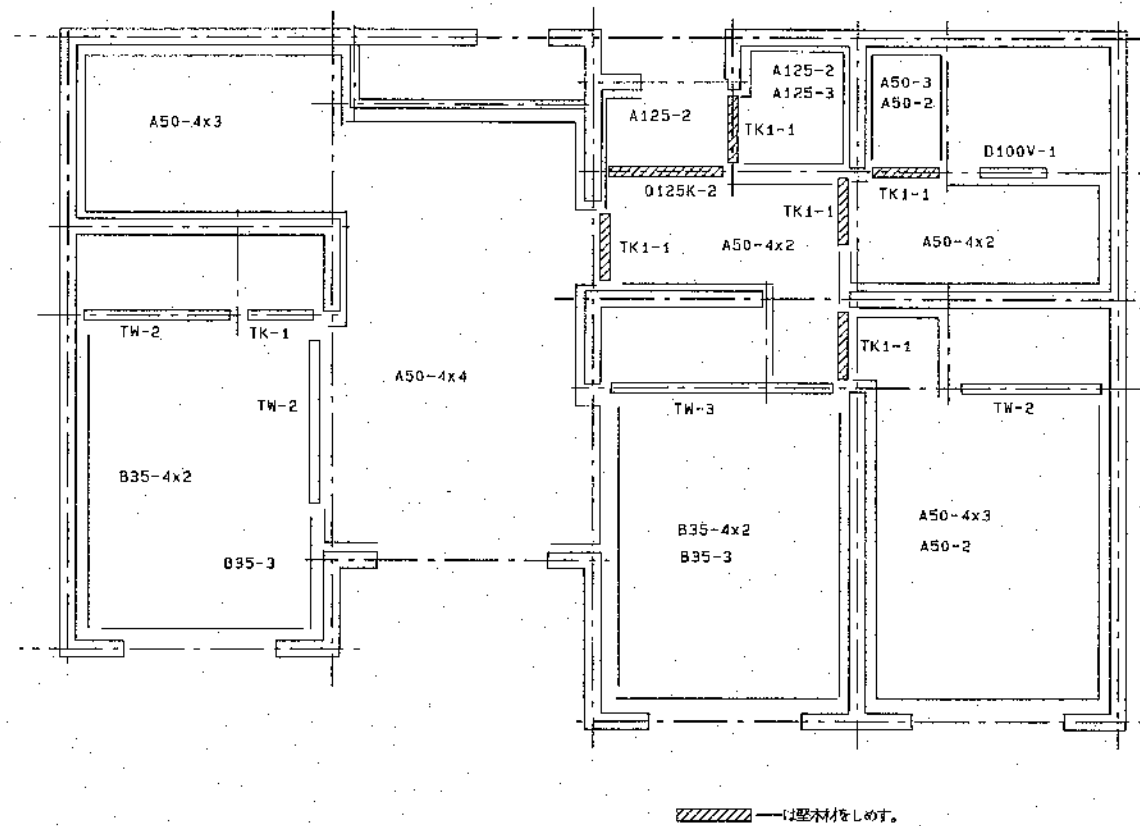 A125-2
A125-3
A50-3
A50-2
A50-4x3
A125-2
TK1-1
D100V-1
D125K-2
TK1-1
TK1-1
TK1-1
A50-4x2
A50-4x2
TW-2
TK-1
TK1-1
A50-4x4
TW-2
TW-3
TW-2
B35-4x2
A50-4x3
A50-2
B35-4x2
B35-3
B35-3
ーは堅木材をしめす。